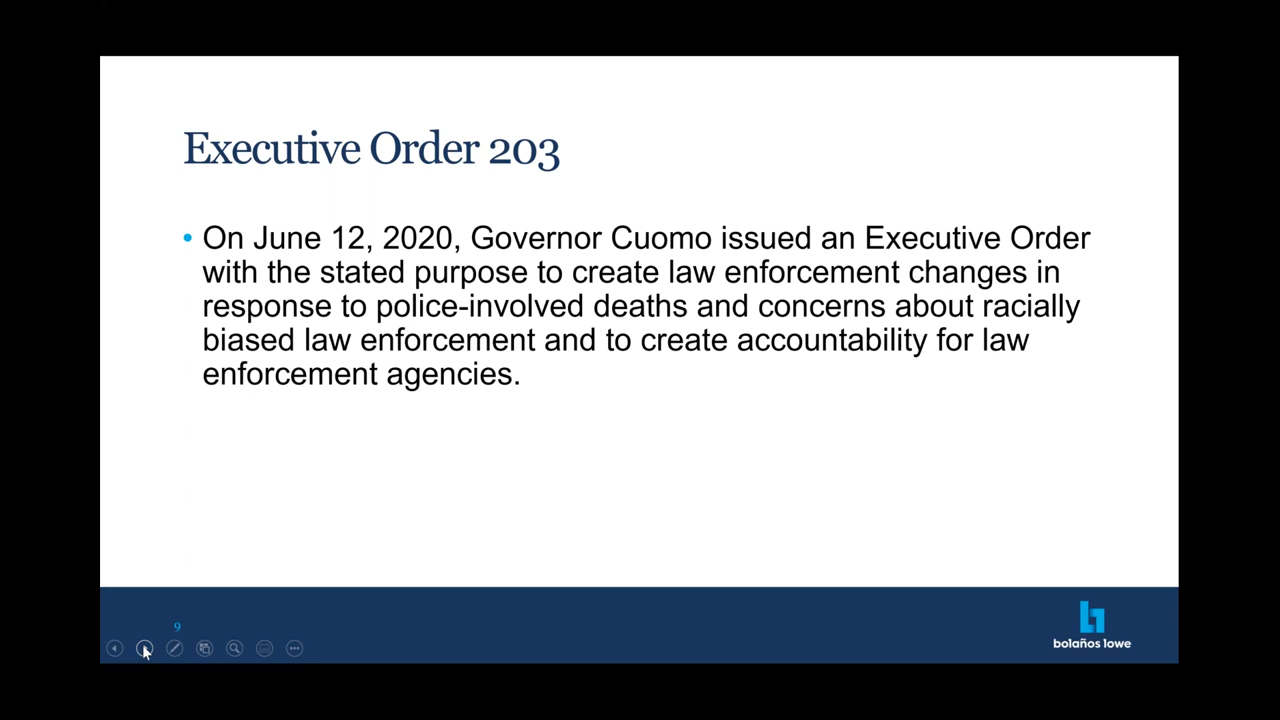 Executive Order 203
• On June 12, 2020, Governor Cuomo issued an Executive Order
with the stated purpose to create law enforcement changes in
response to police-involved deaths and concerns about racially
biased law enforcement and to create accountability for law
enforcement agencies.
9
bolaños lowe